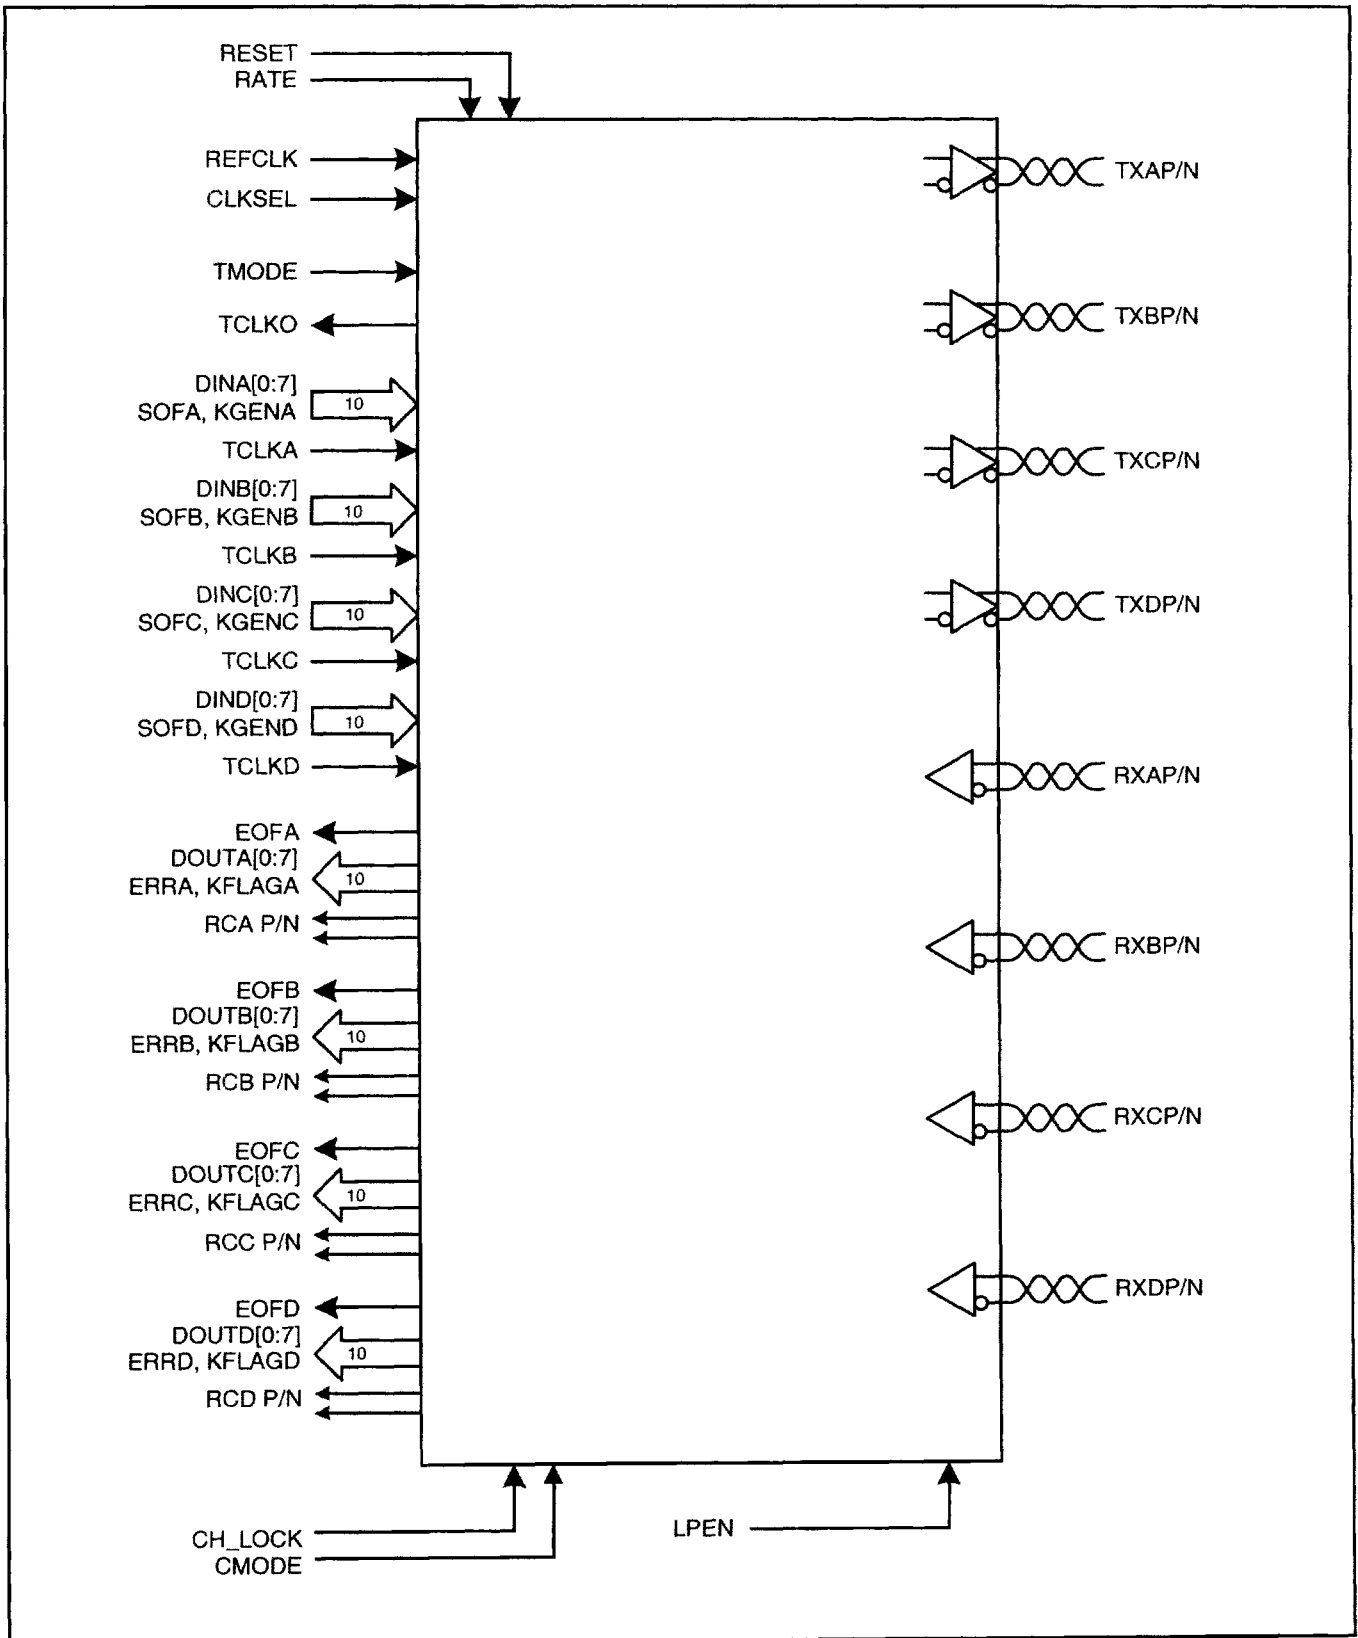 RESET
RATE
REFCLK
CLKSEL
TMODE
TCLKO
DINA[0:7]
SOFA, KGENA
10
TCLKA
DINB[0:7]
SOFB, KGENB
10
TCLKB
DINC[0:7]
SOFC, KGENC
10
TCLKC
DIND[0:7]
SOFD, KGEND
10
TCLKD
EOFA
DOUTA[0:7]
ERRA, KFLAGA
10
RCA P/N
EOFB
DOUTB[0:7]
ERRB, KFLAGB
10
RCB P/N
EOFC
DOUTC[0:7]
ERRC, KFLAGC
10
RCC P/N
EOFD
DOUTD[0:7]
ERRD, KFLAGD
10
RCD P/N
CH_LOCK
CMODE
LPEN
TXAP/N
TXBP/N
TXCP/N
TXDP/N
RXAP/N
RXBP/N
RXCP/N
RXDP/N